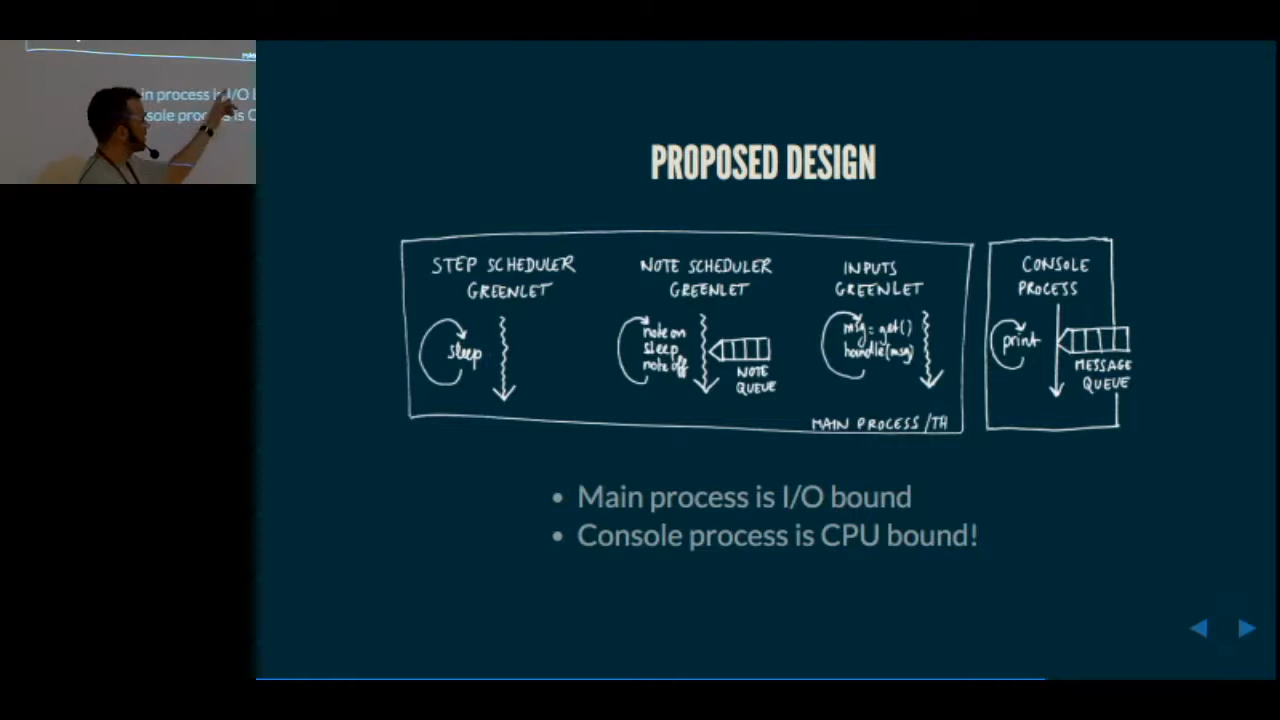 in process is I/O b
sole process is C
PROPOSED DESIGN
STEP SCHEDULER
GREENLET
sleep
NOTE SCHEDULER
GREENLET
note on
sleep
note off
NOTE
QUEUE
INPUTS
GREENLET
msg = get()
handle(msg)
MAIN PROCESS/TH
CONSOLE
PROCESS
print
MESSAGE
QUEUE
• Main process is I/O bound
• Console process is CPU bound!